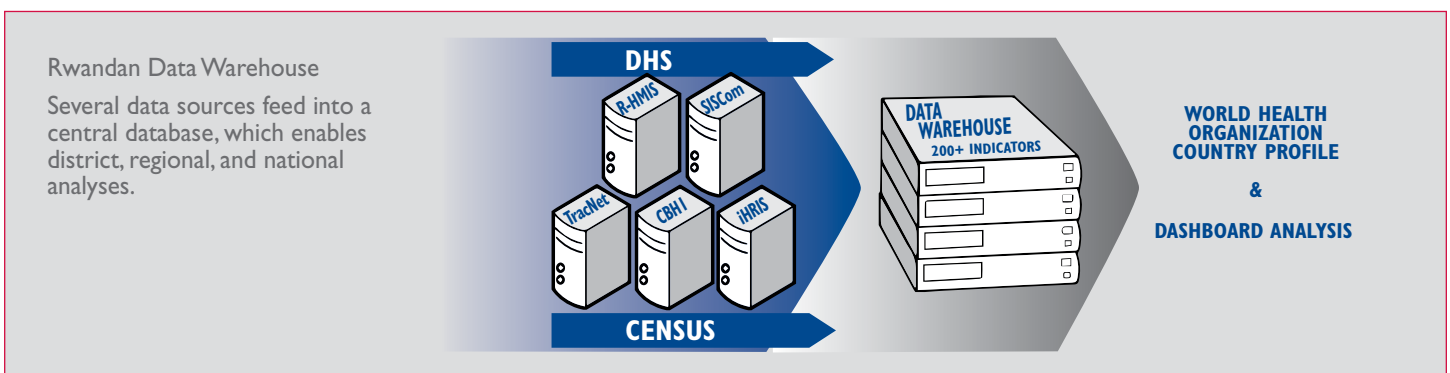 Rwandan Data Warehouse
Several data sources feed into a
central database, which enables
district, regional, and national
analyses.
DHS
R-HMIS
SISCom
TracNet
CBHI
iHRIS
CENSUS
DATA
WAREHOUSE
200+ INDICATORS
WORLD HEALTH
ORGANIZATION
COUNTRY PROFILE
&
DASHBOARD ANALYSIS